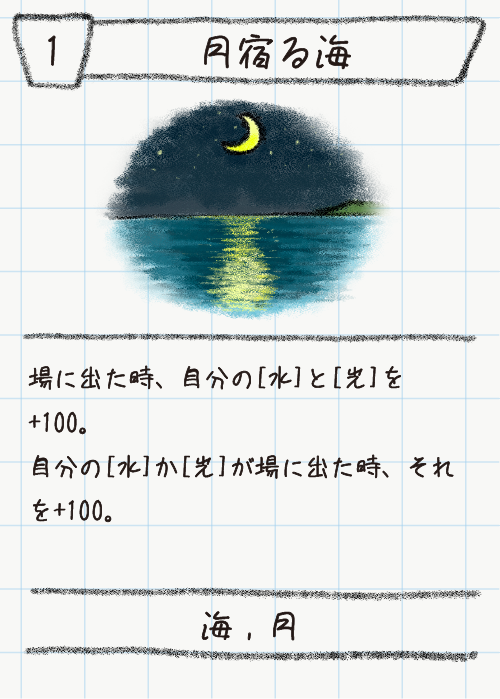 1
月宿る海
場に出た時、自分の[水]と[光]を
+100。
自分の[水]か[光]が場に出た時、それ
を+100。
海，月